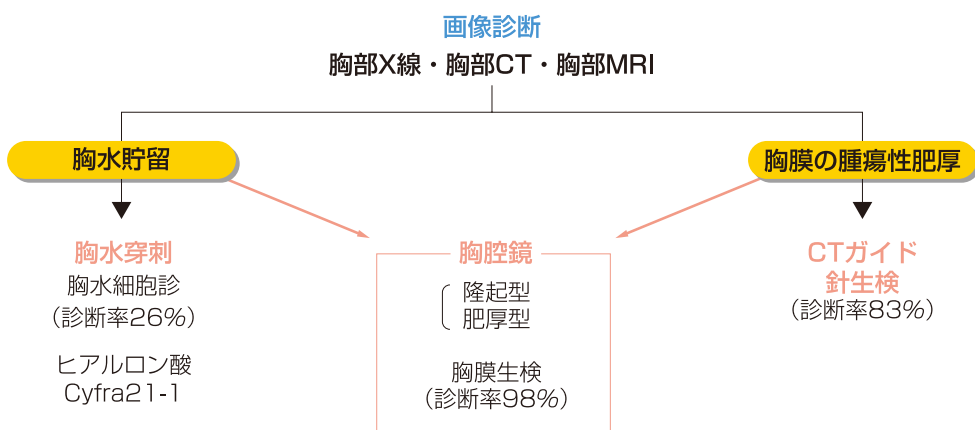 画像診断
胸部X線・胸部CT・胸部MRI
胸水貯留
胸膜の腫瘍性肥厚
胸水穿刺
胸水細胞診
（診断率26%）
ヒアルロン酸
Cyfra21-1
胸腔鏡
隆起型
肥厚型
胸膜生検
（診断率98%）
CTガイド
針生検
（診断率83%）